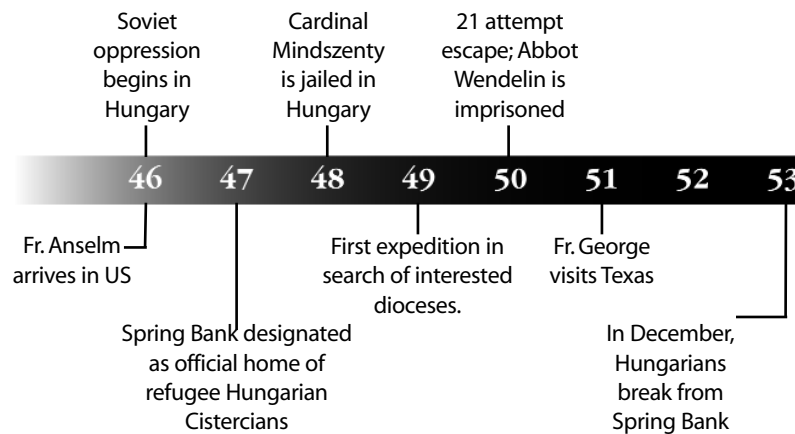 Soviet
oppression
begins in
Hungary
Cardinal
Mindszenty
is jailed in
Hungary
21 attempt
escape; Abbot
Wendelin is
imprisoned
46 47 48 49 50 51 52 53
Fr. Anselm
arrives in US
First expedition in
search of interested
dioceses.
Fr. George
visits Texas
Spring Bank designated
as official home of
refugee Hungarian
Cistercians
In December,
Hungarians
break from
Spring Bank